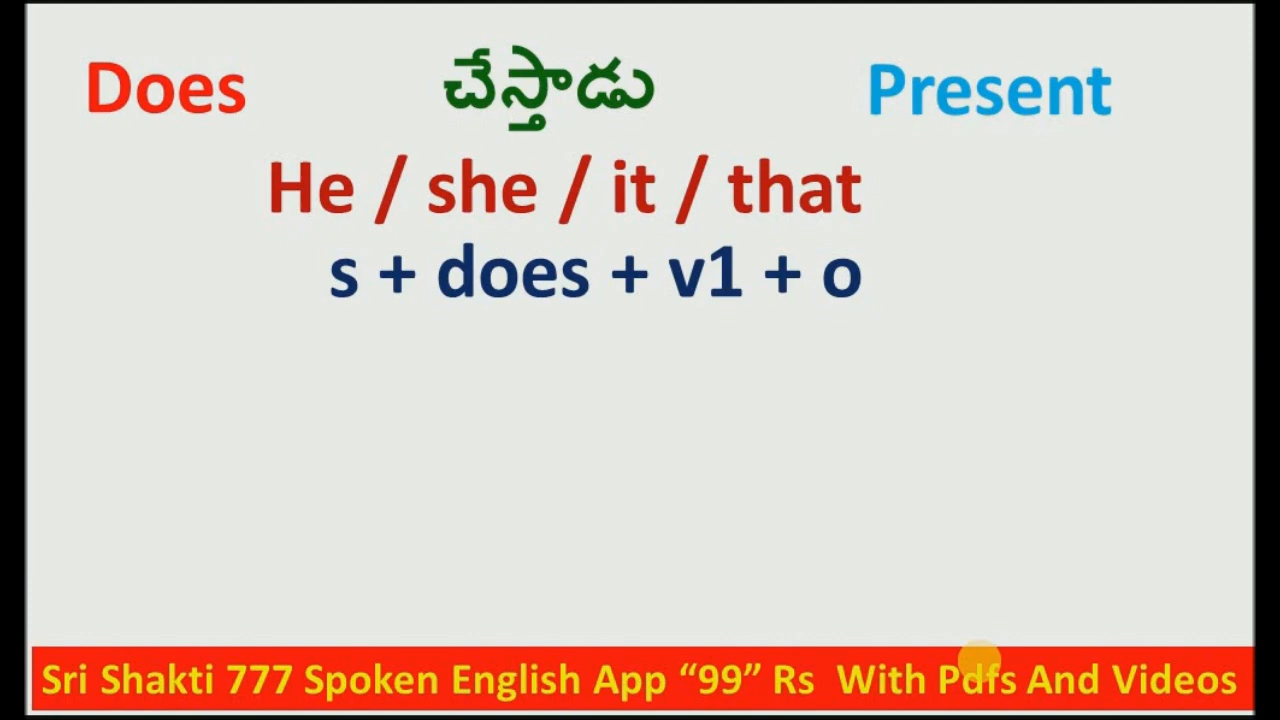 Does చేస్తాడు Present
He / she / it / that
s + does + v1 + o
Sri Shakti 777 Spoken English App “99” Rs With Pdfs And Videos